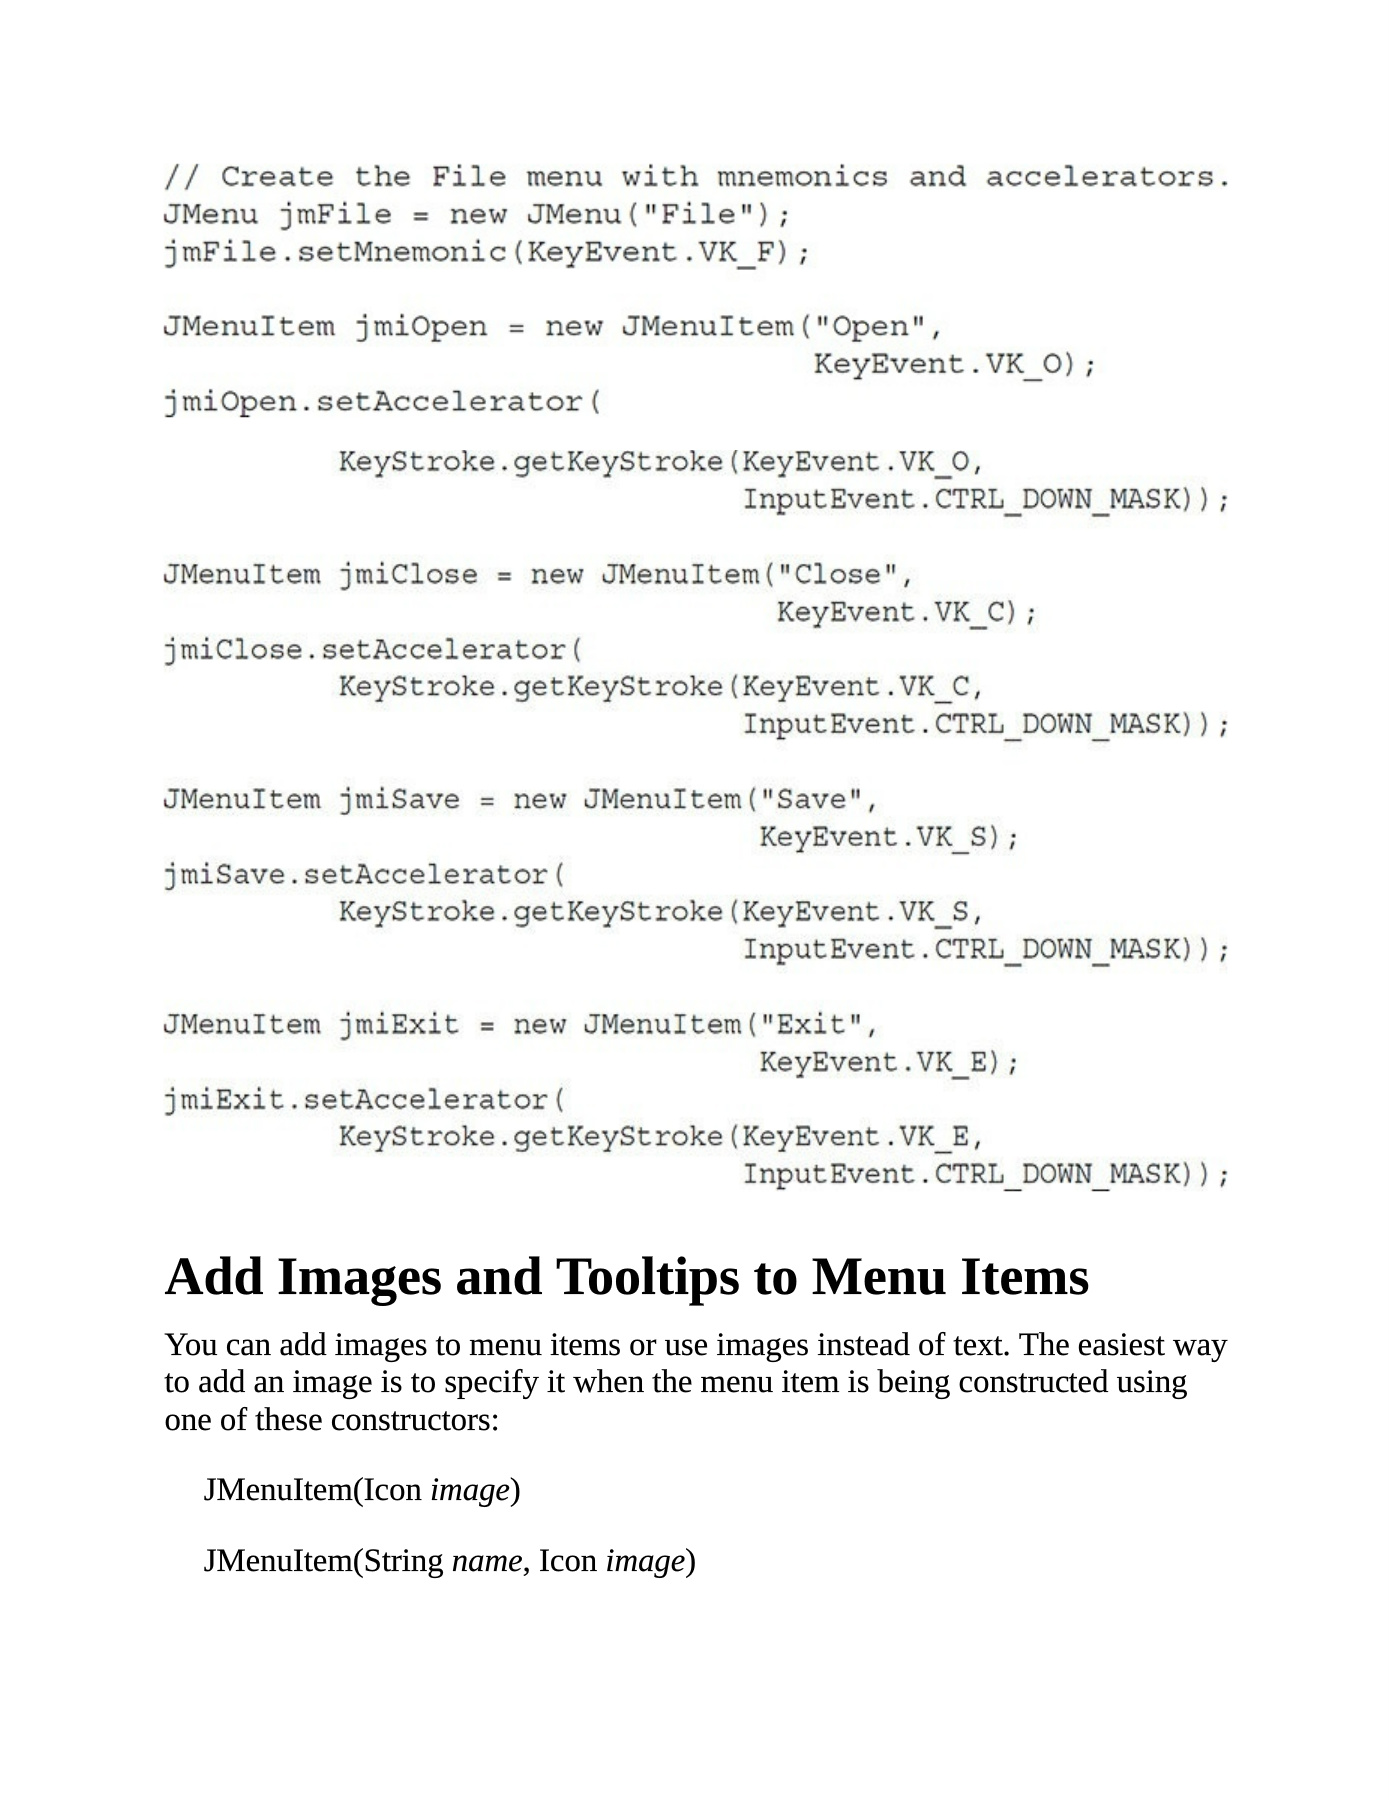 // Create the File menu with mnemonics and accelerators.
JMenu jmFile = new JMenu("File");
jmFile.setMnemonic(KeyEvent.VK_F);
JMenuItem jmiOpen = new JMenuItem("Open",
KeyEvent.VK_O);
jmiOpen.setAccelerator(
KeyStroke.getKeyStroke(KeyEvent.VK_O,
InputEvent.CTRL_DOWN_MASK));
JMenuItem jmiClose = new JMenuItem("Close",
KeyEvent.VK_C);
jmiClose.setAccelerator(
KeyStroke.getKeyStroke(KeyEvent.VK_C,
InputEvent.CTRL_DOWN_MASK));
JMenuItem jmiSave = new JMenuItem("Save",
KeyEvent.VK_S);
jmiSave.setAccelerator(
KeyStroke.getKeyStroke(KeyEvent.VK_S,
InputEvent.CTRL_DOWN_MASK));
JMenuItem jmiExit = new JMenuItem("Exit",
KeyEvent.VK_E);
jmiExit.setAccelerator(
KeyStroke.getKeyStroke(KeyEvent.VK_E,
InputEvent.CTRL_DOWN_MASK));
Add Images and Tooltips to Menu Items
You can add images to menu items or use images instead of text. The easiest way
to add an image is to specify it when the menu item is being constructed using
one of these constructors:
JMenuItem(Icon image)
JMenuItem(String name, Icon image)